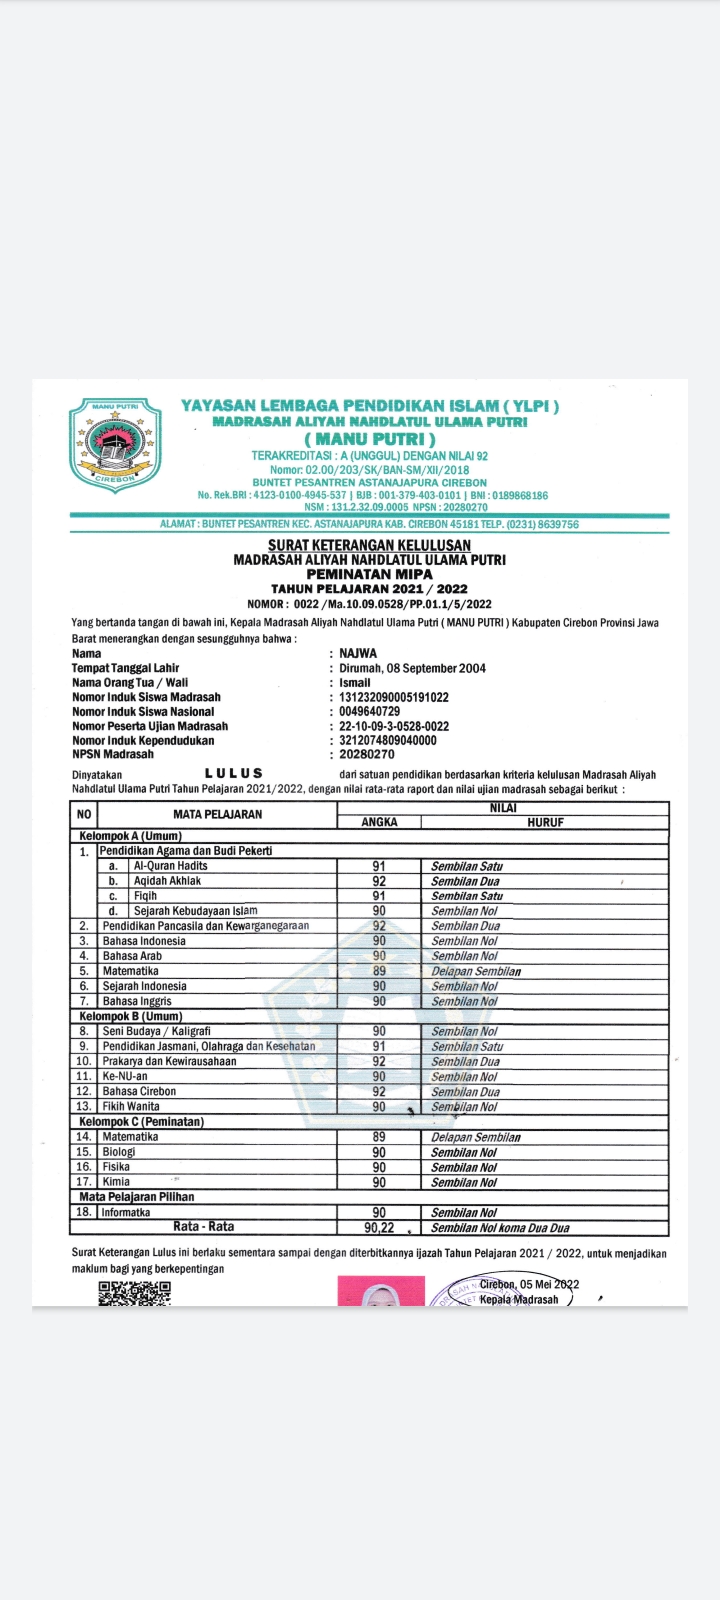 MANU PUTRI
CIREBON
YAYASAN LEMBAGA PENDIDIKAN ISLAM ( YLPI )
MADRASAH ALIYAH NAHDLATUL ULAMA PUTRI
( MANU PUTRI )
TERAKREDITASI : A (UNGGUL) DENGAN NILAI 92
Nomor: 02.00/203/SK/BAN-SM/XII/2018
BUNTET PESANTREN ASTANAJAPURA CIREBON
No. Rek.BRI : 4123-0100-4945-537 | BJB : 001-379-403-0101 | BNI : 0189868186
NSM : 131.2.32.09.0005 NPSN : 20280270
ALAMAT : BUNTET PESANTREN KEC. ASTANAJAPURA KAB. CIREBON 45181 TELP. (0231) 8639756
SURAT KETERANGAN KELULUSAN
MADRASAH ALIYAH NAHDLATUL ULAMA PUTRI
PEMINATAN MIPA
TAHUN PELAJARAN 2021 / 2022
NOMOR : 0022 /Ma.10.09.0528/PP.01.1/5/2022
Yang bertanda tangan di bawah ini, Kepala Madrasah Aliyah Nahdlatul Ulama Putri ( MANU PUTRI ) Kabupaten Cirebon Provinsi Jawa
Barat menerangkan dengan sesungguhnya bahwa :
Nama : NAJWA
Tempat Tanggal Lahir : Dirumah, 08 September 2004
Nama Orang Tua / Wali : Ismail
Nomor Induk Siswa Madrasah : 131232090005191022
Nomor Induk Siswa Nasional : 0049640729
Nomor Peserta Ujian Madrasah : 22-10-09-3-0528-0022
Nomor Induk Kependudukan : 3212074809040000
NPSN Madrasah : 20280270
Dinyatakan L U L U S dari satuan pendidikan berdasarkan kriteria kelulusan Madrasah Aliyah
Nahdlatul Ulama Putri Tahun Pelajaran 2021/2022, dengan nilai rata-rata raport dan nilai ujian madrasah sebagai berikut :
NO MATA PELAJARAN NILAI
ANGKA HURUF
Kelompok A (Umum)
1. Pendidikan Agama dan Budi Pekerti
a. Al-Quran Hadits 91 Sembilan Satu
b. Aqidah Akhlak 92 Sembilan Dua
c. Fiqih 91 Sembilan Satu
d. Sejarah Kebudayaan Islam 90 Sembilan Nol
2. Pendidikan Pancasila dan Kewarganegaraan 92 Sembilan Dua
3. Bahasa Indonesia 90 Sembilan Nol
4. Bahasa Arab 90 Sembilan Nol
5. Matematika 89 Delapan Sembilan
6. Sejarah Indonesia 90 Sembilan Nol
7. Bahasa Inggris 90 Sembilan Nol
Kelompok B (Umum)
8. Seni Budaya / Kaligrafi 90 Sembilan Nol
9. Pendidikan Jasmani, Olahraga dan Kesehatan 91 Sembilan Satu
10. Prakarya dan Kewirausahaan 92 Sembilan Dua
11. Ke-NU-an 90 Sembilan Nol
12. Bahasa Cirebon 92 Sembilan Dua
13. Fikih Wanita 90 Sembilan Nol
Kelompok C (Peminatan)
14. Matematika 89 Delapan Sembilan
15. Biologi 90 Sembilan Nol
16. Fisika 90 Sembilan Nol
17. Kimia 90 Sembilan Nol
Mata Pelajaran Pilihan
18. Informatka 90 Sembilan Nol
Rata - Rata 90,22 Sembilan Nol koma Dua Dua
Surat Keterangan Lulus ini berlaku sementara sampai dengan diterbitkannya ijazah Tahun Pelajaran 2021 / 2022, untuk menjadikan
maklum bagi yang berkepentingan
Cirebon, 05 Mei 2022
Kepala Madrasah